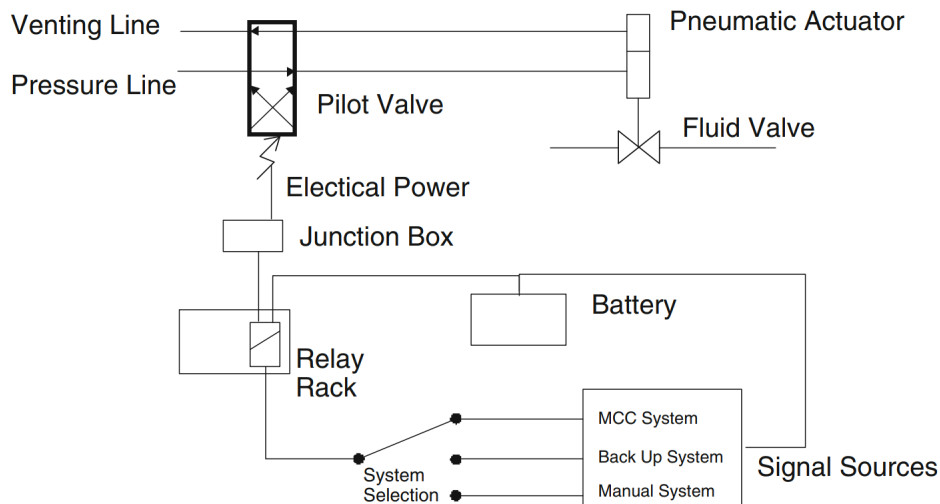 Venting Line
Pneumatic Actuator
Pressure Line
Pilot Valve
Fluid Valve
Electical Power
Junction Box
Battery
Relay
Rack
MCC System
Back Up System
Signal Sources
System
Selection
Manual System